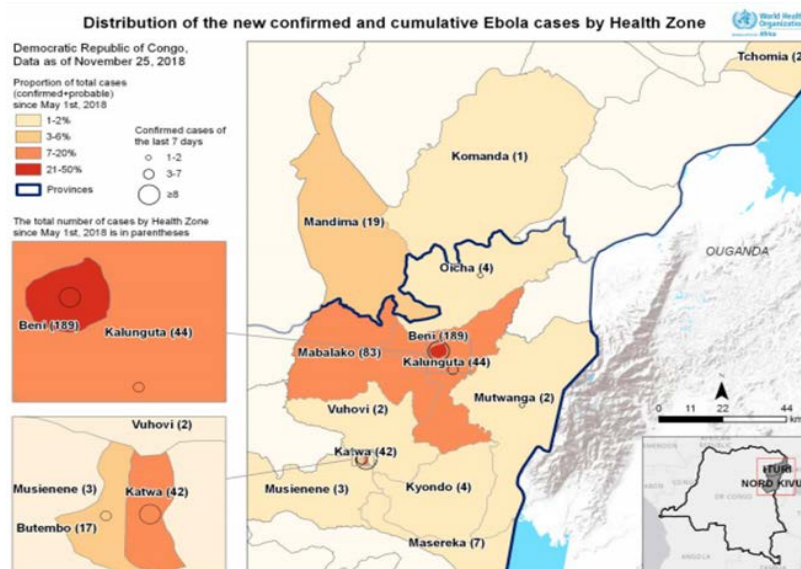 Distribution of the new confirmed and cumulative Ebola cases by Health Zone
World Health
Organization
Africa
Democratic Republic of Congo,
Data as of November 25, 2018
Proportion of total cases
(confirmed+probable)
since May 1st, 2018
1-2%
3-6%
7-20%
21-50%
Provinces
Confirmed cases of
the last 7 days
1-2
3-7
≥8
The total number of cases by Health Zone
since May 1st, 2018 is in parentheses
Beni (189)
Kalunguta (44)
Vuhovi (2)
Musienene (3)
Katwa (42)
Butembo (17)
Tchomia (2
Komanda (1)
Mandima (19)
Oicha (4)
OUGANDA
Beni (189)
Mabalako (83)
Kalunguta (44)
Mutwanga (2)
Vuhovi (2)
Katwa (42)
Musienene (3)
Kyondo (4)
Masereka (7)
0 11 22 44
km
ITURI
NORD KIVU
DR CONGO
ANGOLA